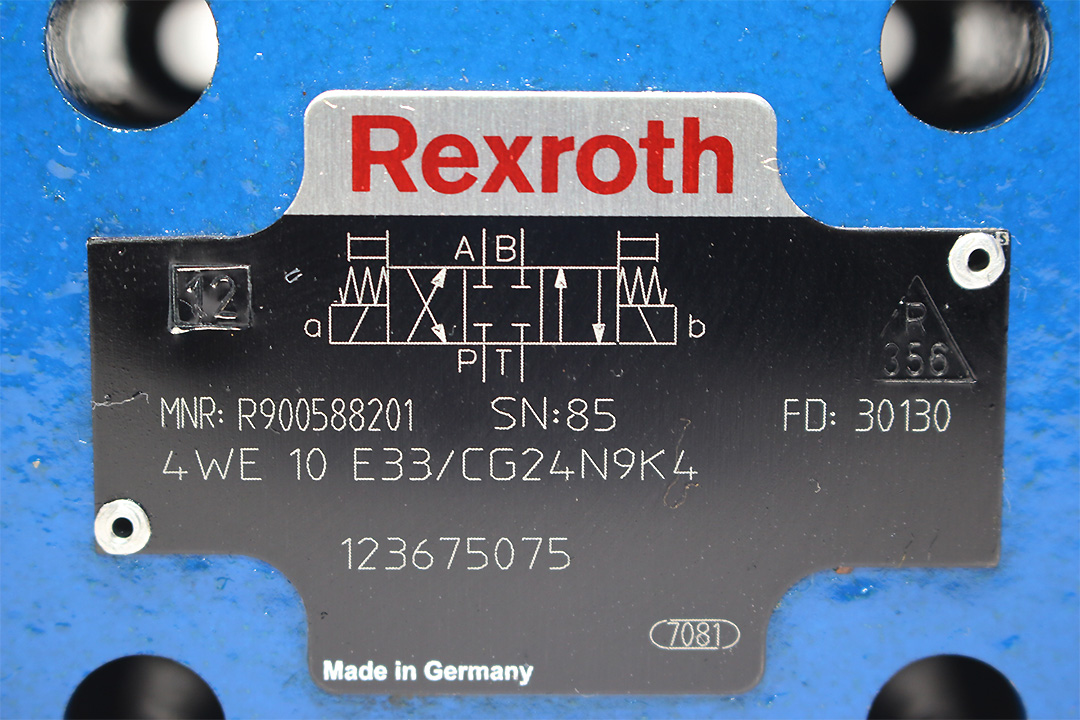 Rexroth
A B
12
a
b
P T
R
356
MNR: R900588201 SN:85 FD: 30130
4WE 10 E33/CG24N9K4
123675075
7081
Made in Germany